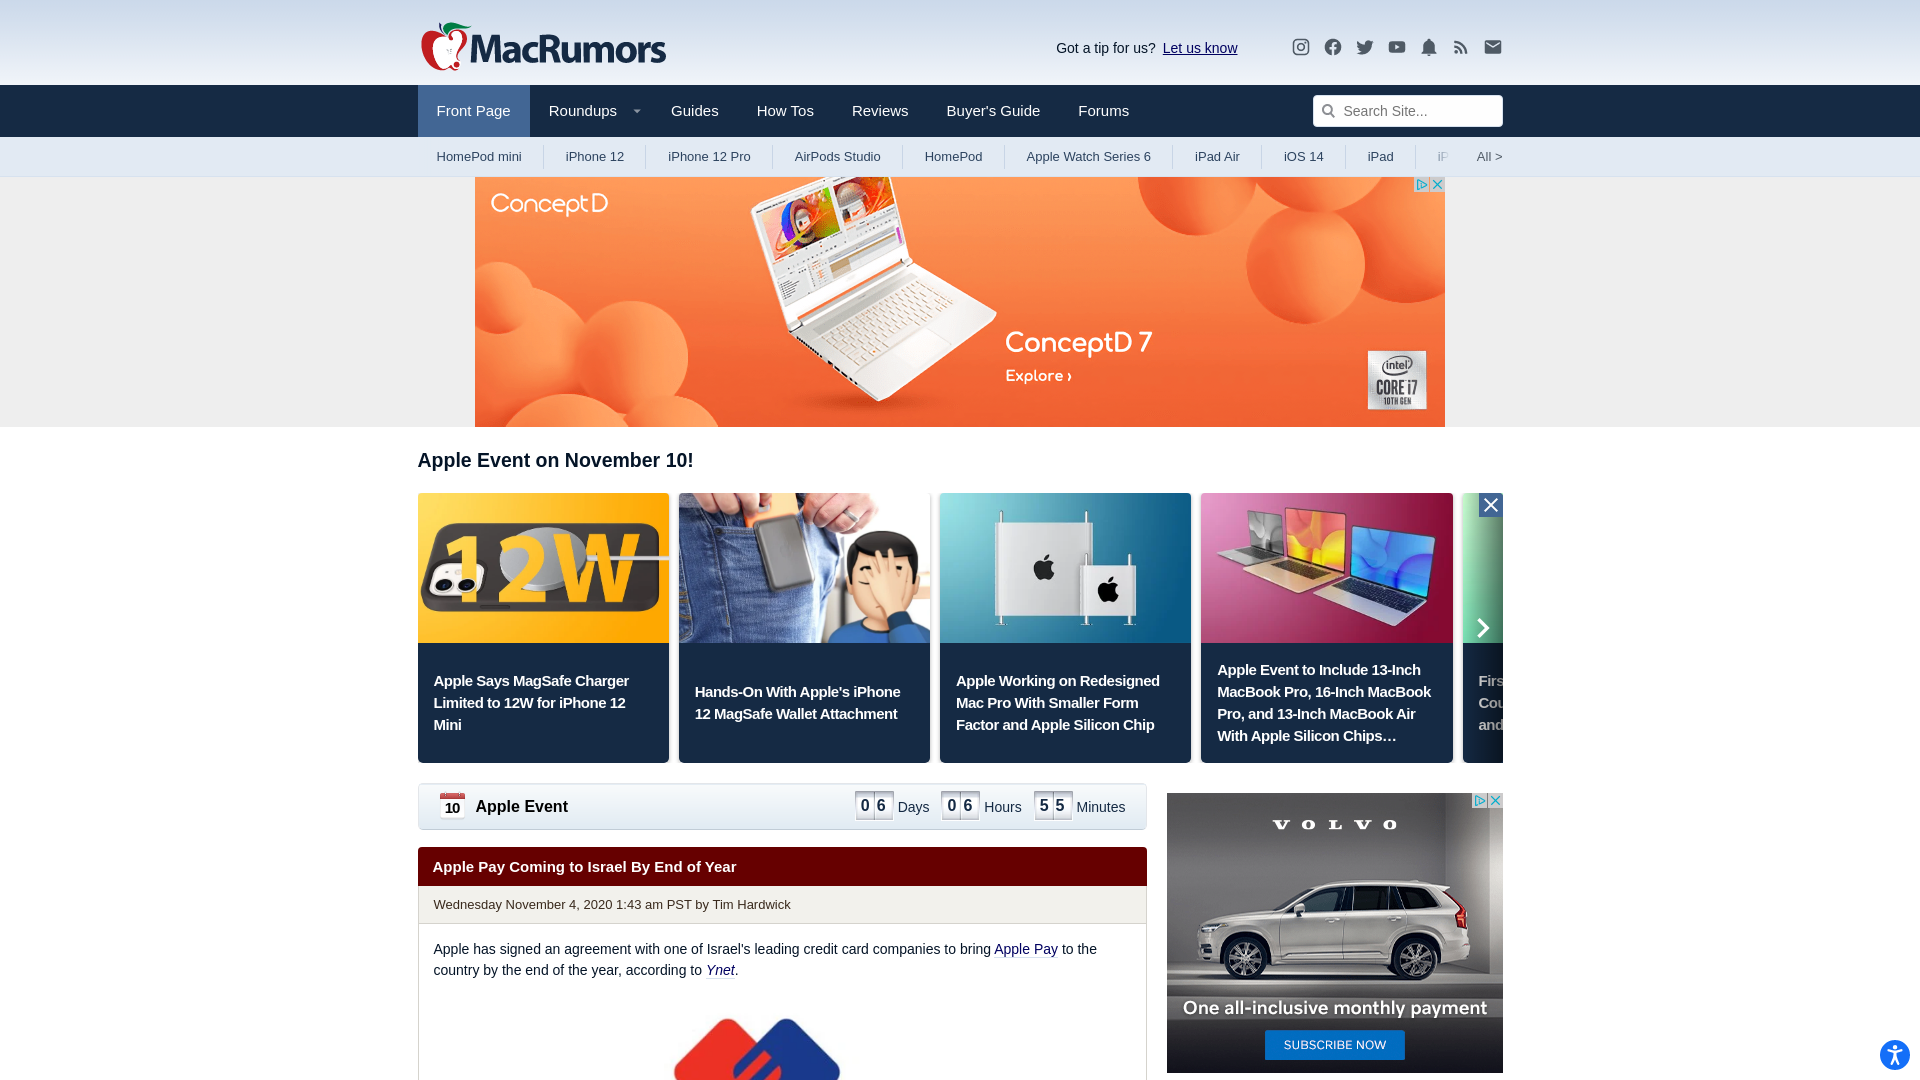 MacRumors
Got a tip for us? Let us know
Front Page
Roundups
Guides
How Tos
Reviews
Buyer's Guide
Forums
Search Site...
HomePod mini
iPhone 12
iPhone 12 Pro
AirPods Studio
HomePod
Apple Watch Series 6
iPad Air
iOS 14
iPad
iP
All >
ConceptD
ConceptD 7
Explore ›
intel
CORE i7
10TH GEN
Apple Event on November 10!
12W
Apple Says MagSafe Charger
Limited to 12W for iPhone 12
Mini
Hands-On With Apple's iPhone
12 MagSafe Wallet Attachment
Apple Working on Redesigned
Mac Pro With Smaller Form
Factor and Apple Silicon Chip
Apple Event to Include 13-Inch
MacBook Pro, 16-Inch MacBook
Pro, and 13-Inch MacBook Air
With Apple Silicon Chips…
Firs
Cou
and
10
Apple Event
06 Days 06 Hours 55 Minutes
Apple Pay Coming to Israel By End of Year
Wednesday November 4, 2020 1:43 am PST by Tim Hardwick
Apple has signed an agreement with one of Israel's leading credit card companies to bring Apple Pay to the
country by the end of the year, according to Ynet.
VOLVO
One all-inclusive monthly payment
SUBSCRIBE NOW